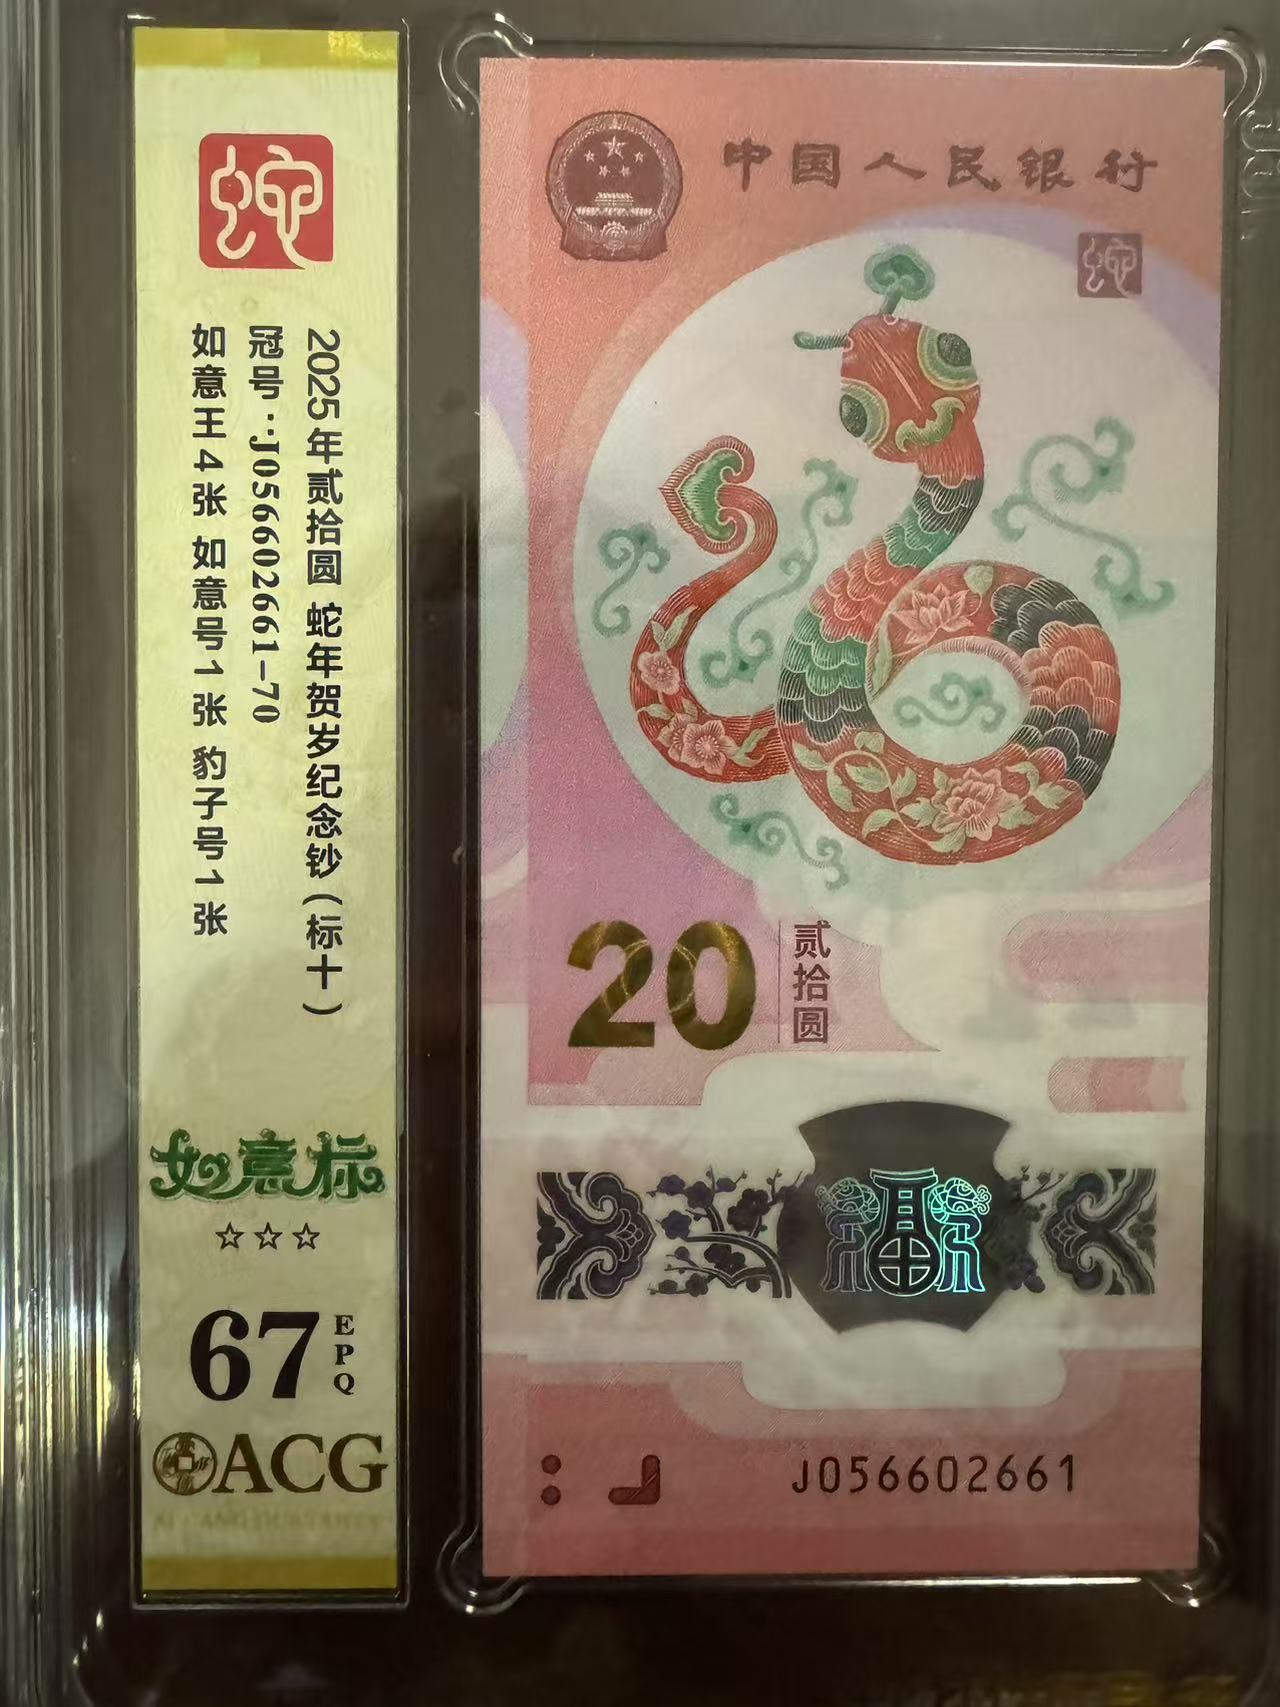 蛇
2025年贰拾圆 蛇年贺岁纪念钞(标十)
冠号:J056602661-70
如意王4张 如意号1张 豹子号1张
如意标
☆☆☆
67 EPQ
ACG
中国人民银行
蛇
20 贰拾圆
福
J056602661